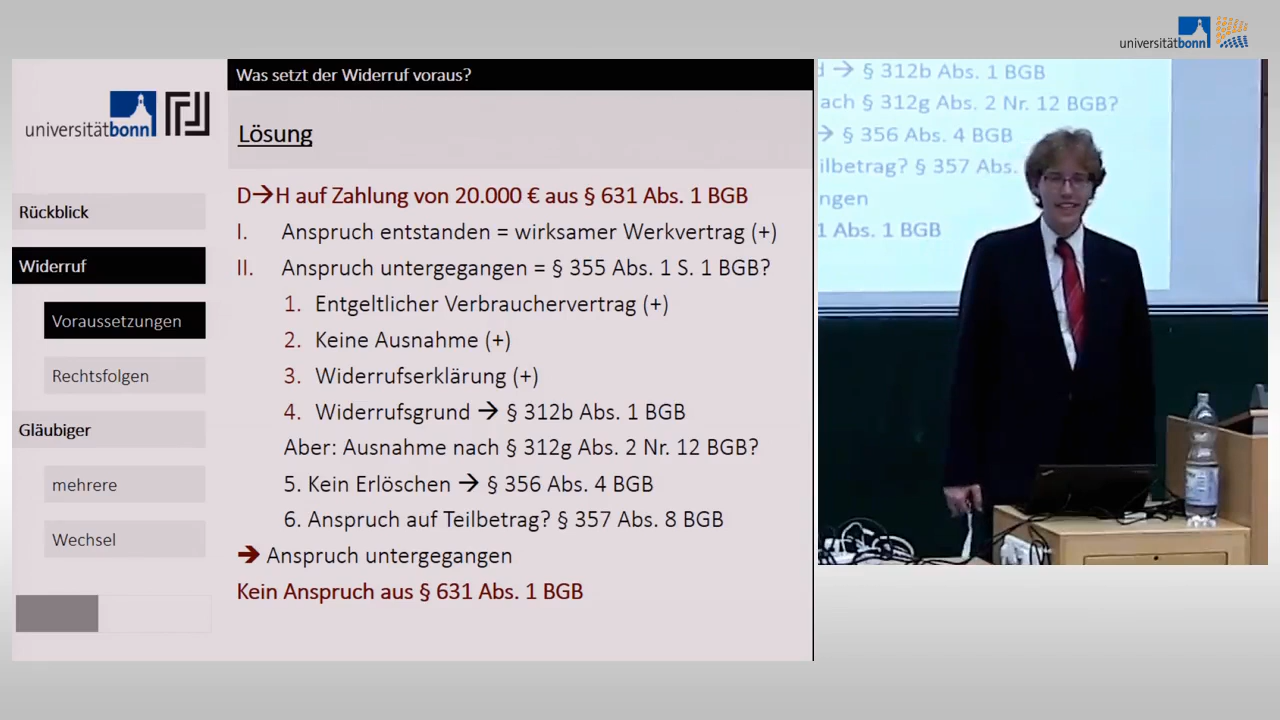 universitätbonn
Was setzt der Widerruf voraus?
universitätbonn
Lösung
Rückblick
Widerruf
Voraussetzungen
Rechtsfolgen
Gläubiger
mehrere
Wechsel
D→H auf Zahlung von 20.000 € aus § 631 Abs. 1 BGB
I. Anspruch entstanden = wirksamer Werkvertrag (+)
II. Anspruch untergegangen = § 355 Abs. 1 S. 1 BGB?
1. Entgeltlicher Verbrauchervertrag (+)
2. Keine Ausnahme (+)
3. Widerrufserklärung (+)
4. Widerrufsgrund → § 312b Abs. 1 BGB
Aber: Ausnahme nach § 312g Abs. 2 Nr. 12 BGB?
5. Kein Erlöschen → § 356 Abs. 4 BGB
6. Anspruch auf Teilbetrag? § 357 Abs. 8 BGB
→ Anspruch untergegangen
Kein Anspruch aus § 631 Abs. 1 BGB
d → § 312b Abs. 1 BGB
ach § 312g Abs. 2 Nr. 12 BGB?
→ § 356 Abs. 4 BGB
ilbetrag? § 357 Abs.
ngen
1 Abs. 1 BGB